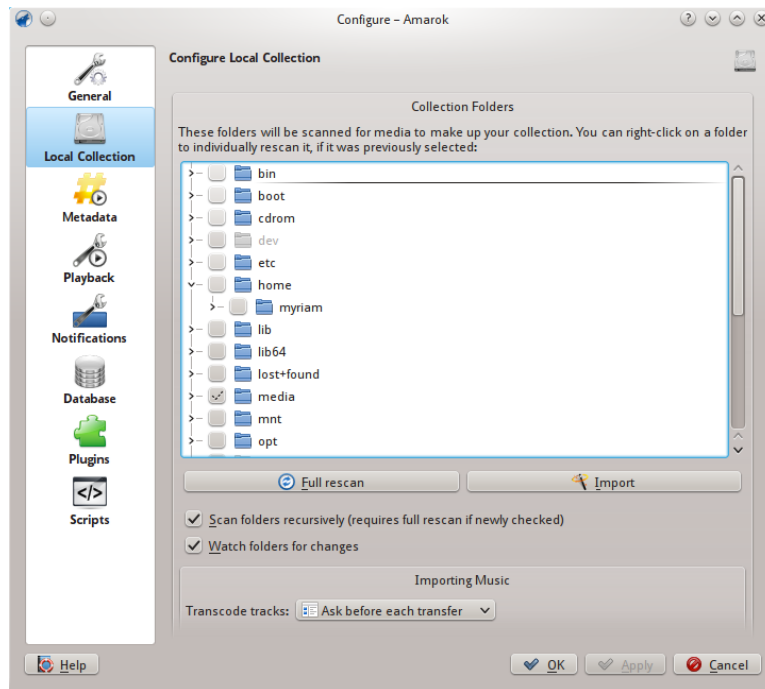 Configure – Amarok
General
Local Collection
Metadata
Playback
Notifications
Database
Plugins
Scripts
Configure Local Collection
Collection Folders
These folders will be scanned for media to make up your collection. You can right-click on a folder
to individually rescan it, if it was previously selected:
bin
boot
cdrom
dev
etc
home
myriam
lib
lib64
lost+found
media
mnt
opt
Full rescan
Import
Scan folders recursively (requires full rescan if newly checked)
Watch folders for changes
Importing Music
Transcode tracks: Ask before each transfer
Help
OK
Apply
Cancel